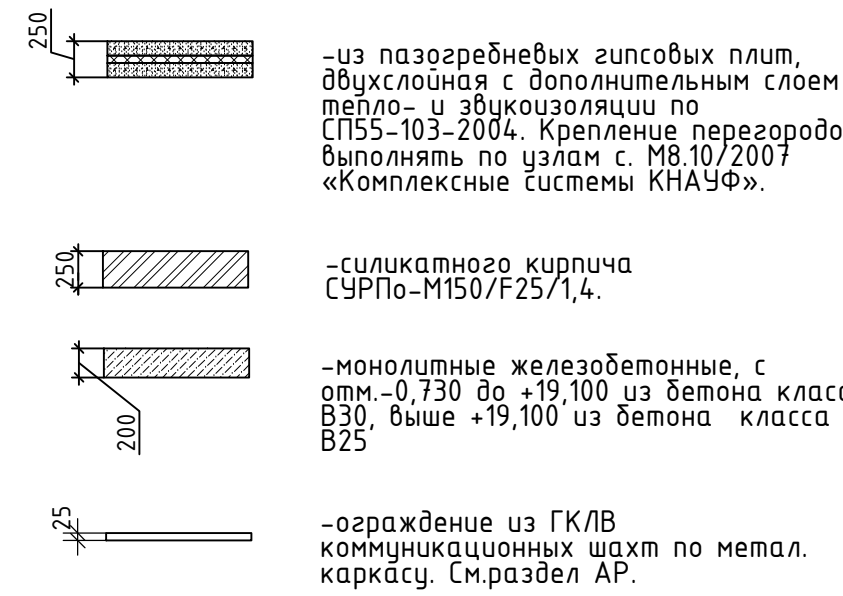 250
-из пазогребневых гипсовых плит,
двухслойная с дополнительным слоем
тепло- и звукоизоляции по
СП55-103-2004. Крепление перегородо
выполнять по узлам с. М8.10/2007
«Комплексные системы КНАУФ».
250
-силикатного кирпича
СУРПо-М150/F25/1,4.
200
-монолитные железобетонные, с
отм.-0,730 до +19,100 из бетона класс
В30, выше +19,100 из бетона класса
В25
25
-ограждение из ГКЛВ
коммуникационных шахт по метал.
каркасу. См.раздел АР.